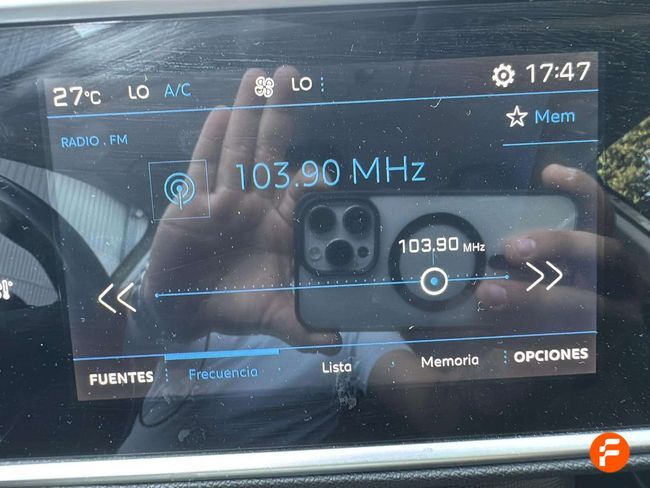 27°C LO A/C LO 17:47
Mem
RADIO . FM
103.90 MHz
103.90 MHz
FUENTES Frecuencia Lista Memoria OPCIONES